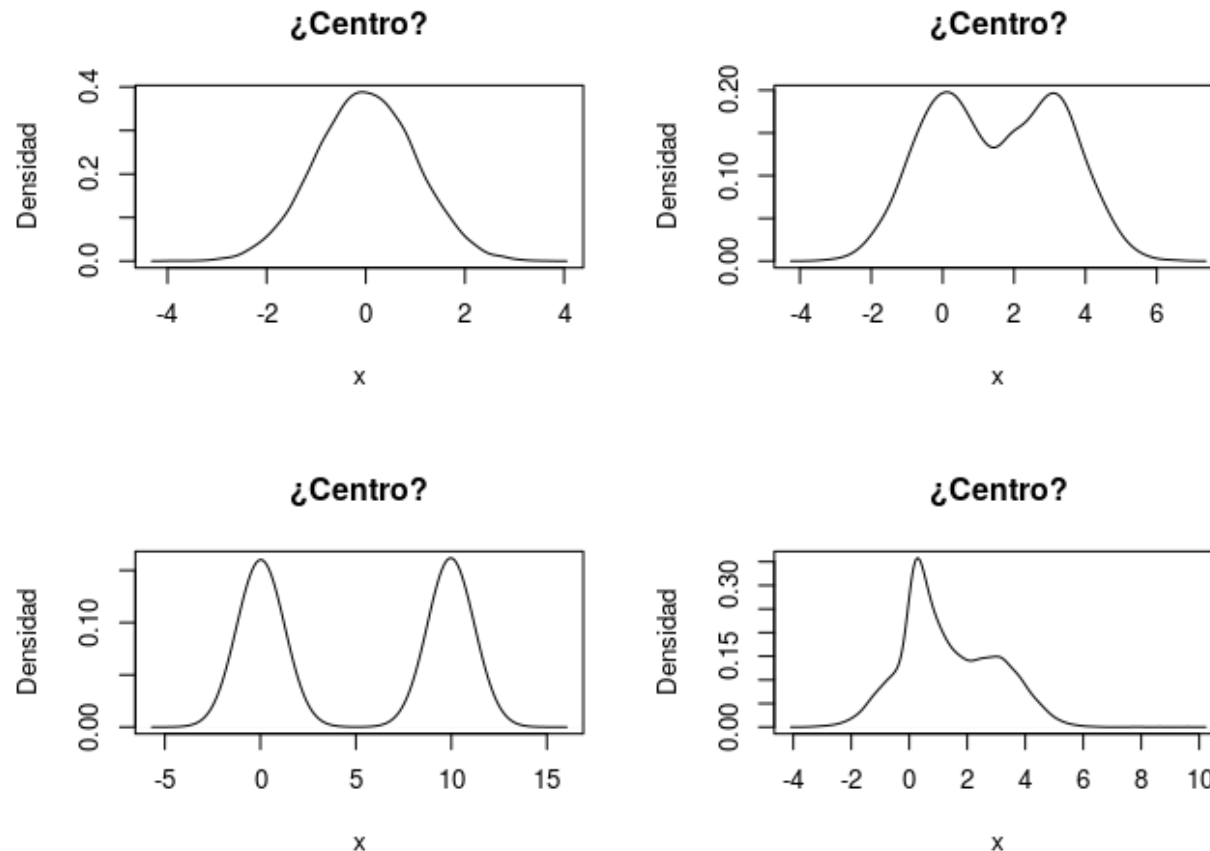 ¿Centro?
Densidad
0.0 0.2 0.4
-4 -2 0 2 4
x
¿Centro?
Densidad
0.00 0.10 0.20
-4 -2 0 2 4 6
x
¿Centro?
Densidad
0.00 0.10
-5 0 5 10 15
x
¿Centro?
Densidad
0.00 0.15 0.30
-4 -2 0 2 4 6 8 10
x